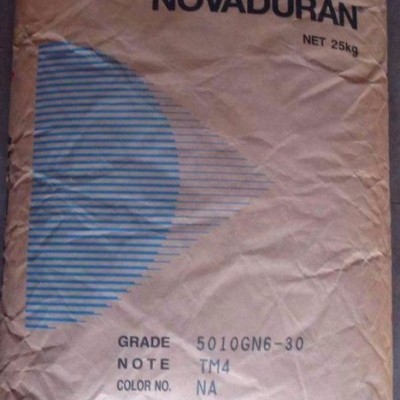 NOVADURAN
NET 25kg
GRADE 5010GN6-30
NOTE TM4
COLOR NO. NA